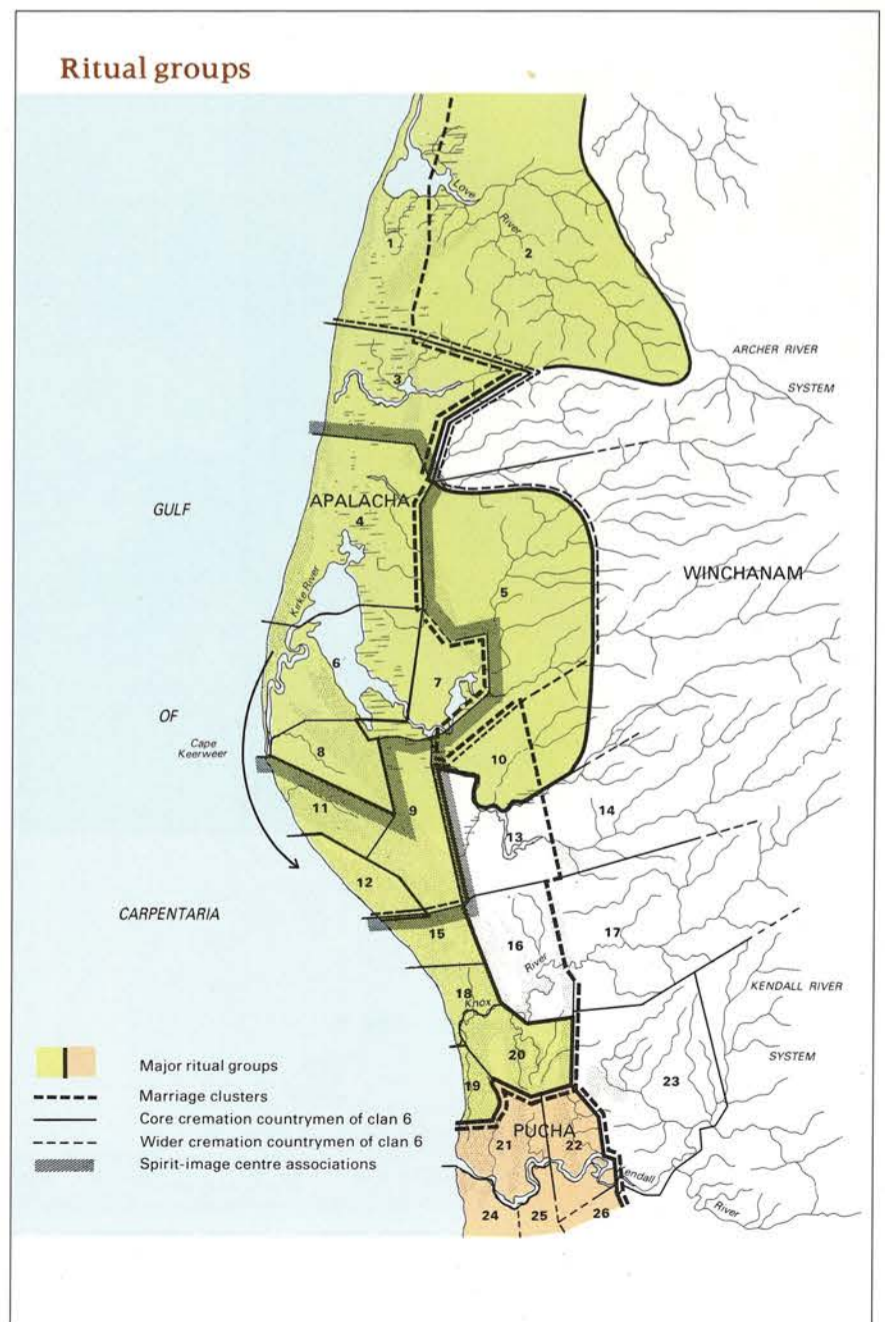 Ritual groups
Love
River
1
2
ARCHER RIVER
SYSTEM
3
GULF
APALACHA
4
WINCHANAM
Kirke River
5
6
7
OF
Cape
Keerweer
8
10
11
9
14
13
12
CARPENTARIA
15
16
17
River
KENDALL RIVER
18
Knox
SYSTEM
20
23
19
Major ritual groups
Marriage clusters
Core cremation countrymen of clan 6
Wider cremation countrymen of clan 6
Spirit-image centre associations
PUCHA
21
22
Kendall
River
24
25
26